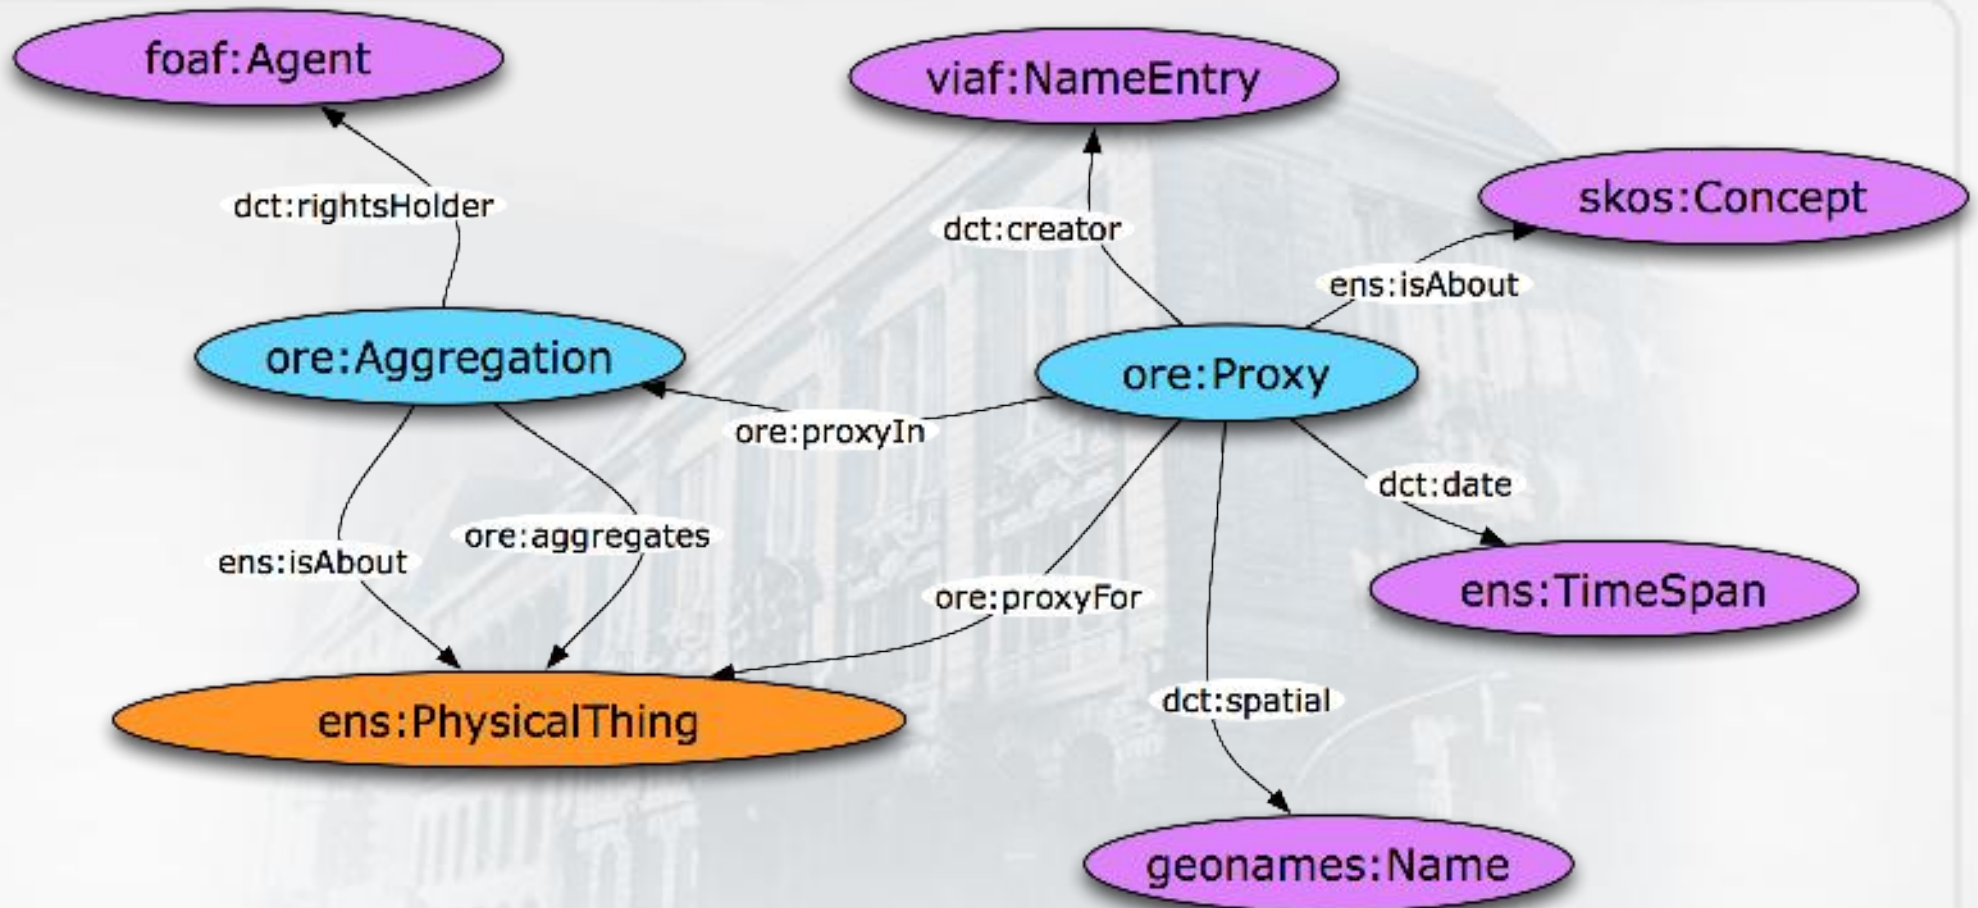 foaf:Agent
viaf:NameEntry
skos:Concept
dct:rightsHolder
dct:creator
ens:isAbout
ore:Aggregation
ore:Proxy
ore:proxyIn
dct:date
ore:aggregates
ens:isAbout
ore:proxyFor
ens:TimeSpan
dct:spatial
ens:PhysicalThing
geonames:Name